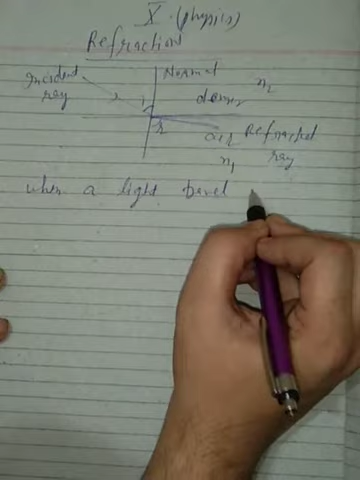 X (physics)
Refraction
Incident ray
Normal
denser n2
i
r
air Refracted ray
n1
when a light travel